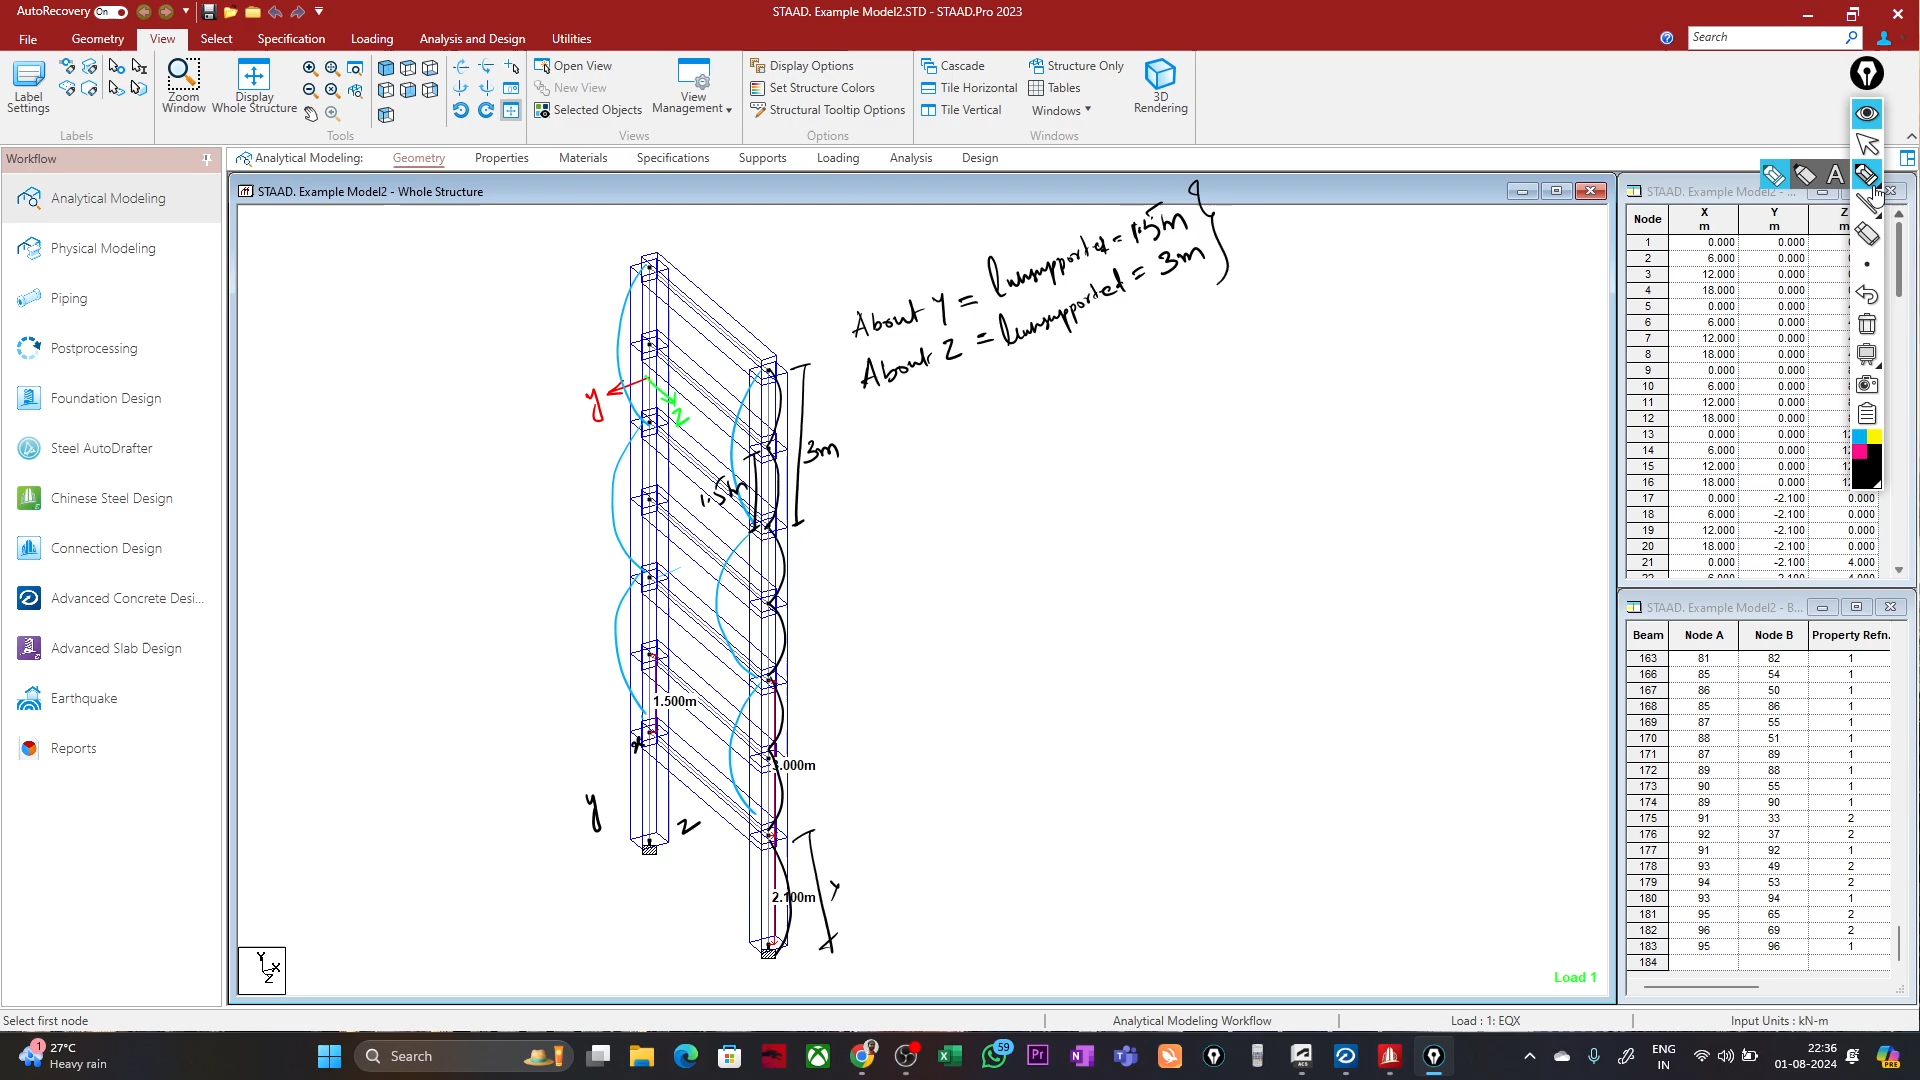 AutoRecovery On
STAAD. Example Model2.STD - STAAD.Pro 2023
File Geometry View Select Specification Loading Analysis and Design Utilities
Search
Label Settings
Labels
Zoom Window
Display Whole Structure
Tools
Open View
New View
Selected Objects
View Management
Views
Display Options
Set Structure Colors
Structural Tooltip Options
Options
Cascade
Tile Horizontal
Tile Vertical
Structure Only
Tables
Windows
Windows
3D Rendering
Workflow
Analytical Modeling: Geometry Properties Materials Specifications Supports Loading Analysis Design
Analytical Modeling
Physical Modeling
Piping
Postprocessing
Foundation Design
Steel AutoDrafter
Chinese Steel Design
Connection Design
Advanced Concrete Desi...
Advanced Slab Design
Earthquake
Reports
STAAD. Example Model2 - Whole Structure
About y = lunsupported = 1.5m
About z = lunsupported = 3m
y
z
3m
1.5m
1.500m
3.000m
y
z
2.100m
Y
X
Z
Load 1
A
STAAD. Example Model2 - ...
Node X m Y m Z m
1 0.000 0.000
2 6.000 0.000
3 12.000 0.000
4 18.000 0.000
5 0.000 0.000
6 6.000 0.000
7 12.000 0.000
8 18.000 0.000
9 0.000 0.000
10 6.000 0.000
11 12.000 0.000
12 18.000 0.000
13 0.000 0.000
14 6.000 0.000
15 12.000 0.000
16 18.000 0.000
17 0.000 -2.100 0.000
18 6.000 -2.100 0.000
19 12.000 -2.100 0.000
20 18.000 -2.100 0.000
21 0.000 -2.100 4.000
STAAD. Example Model2 - B...
Beam Node A Node B Property Refn.
163 81 82 1
166 85 54 1
167 86 50 1
168 85 86 1
169 87 55 1
170 88 51 1
171 87 89 1
172 89 88 1
173 90 55 1
174 89 90 1
175 91 33 2
176 92 37 2
177 91 92 1
178 93 49 2
179 94 53 2
180 93 94 1
181 95 65 2
182 96 69 2
183 95 96 1
184
Select first node
Analytical Modeling Workflow
Load : 1: EQX
Input Units : kN-m
27°C
Heavy rain
Search
59
ENG
IN
22:36
01-08-2024